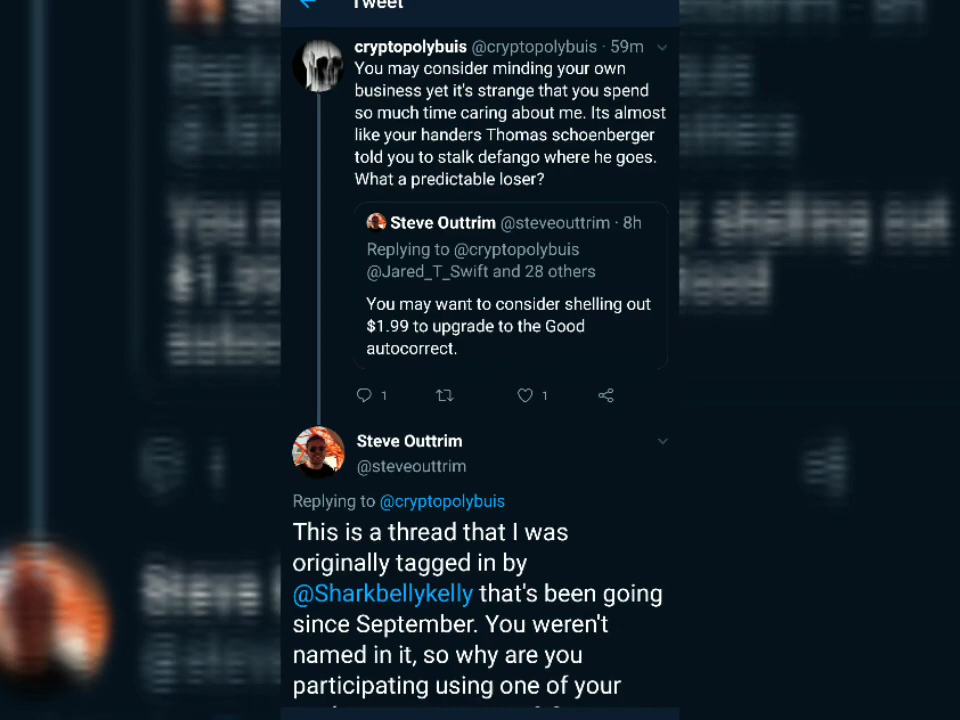 Tweet
cryptopolybuis @cryptopolybuis · 59m
You may consider minding your own
business yet it's strange that you spend
so much time caring about me. Its almost
like your handers Thomas schoenberger
told you to stalk defango where he goes.
What a predictable loser?
Steve Outtrim @steveouttrim · 8h
Replying to @cryptopolybuis
@Jared_T_Swift and 28 others
You may want to consider shelling out
$1.99 to upgrade to the Good
autocorrect.
1 1
Steve Outtrim
@steveouttrim
Replying to @cryptopolybuis
This is a thread that I was
originally tagged in by
@Sharkbellykelly that's been going
since September. You weren't
named in it, so why are you
participating using one of your